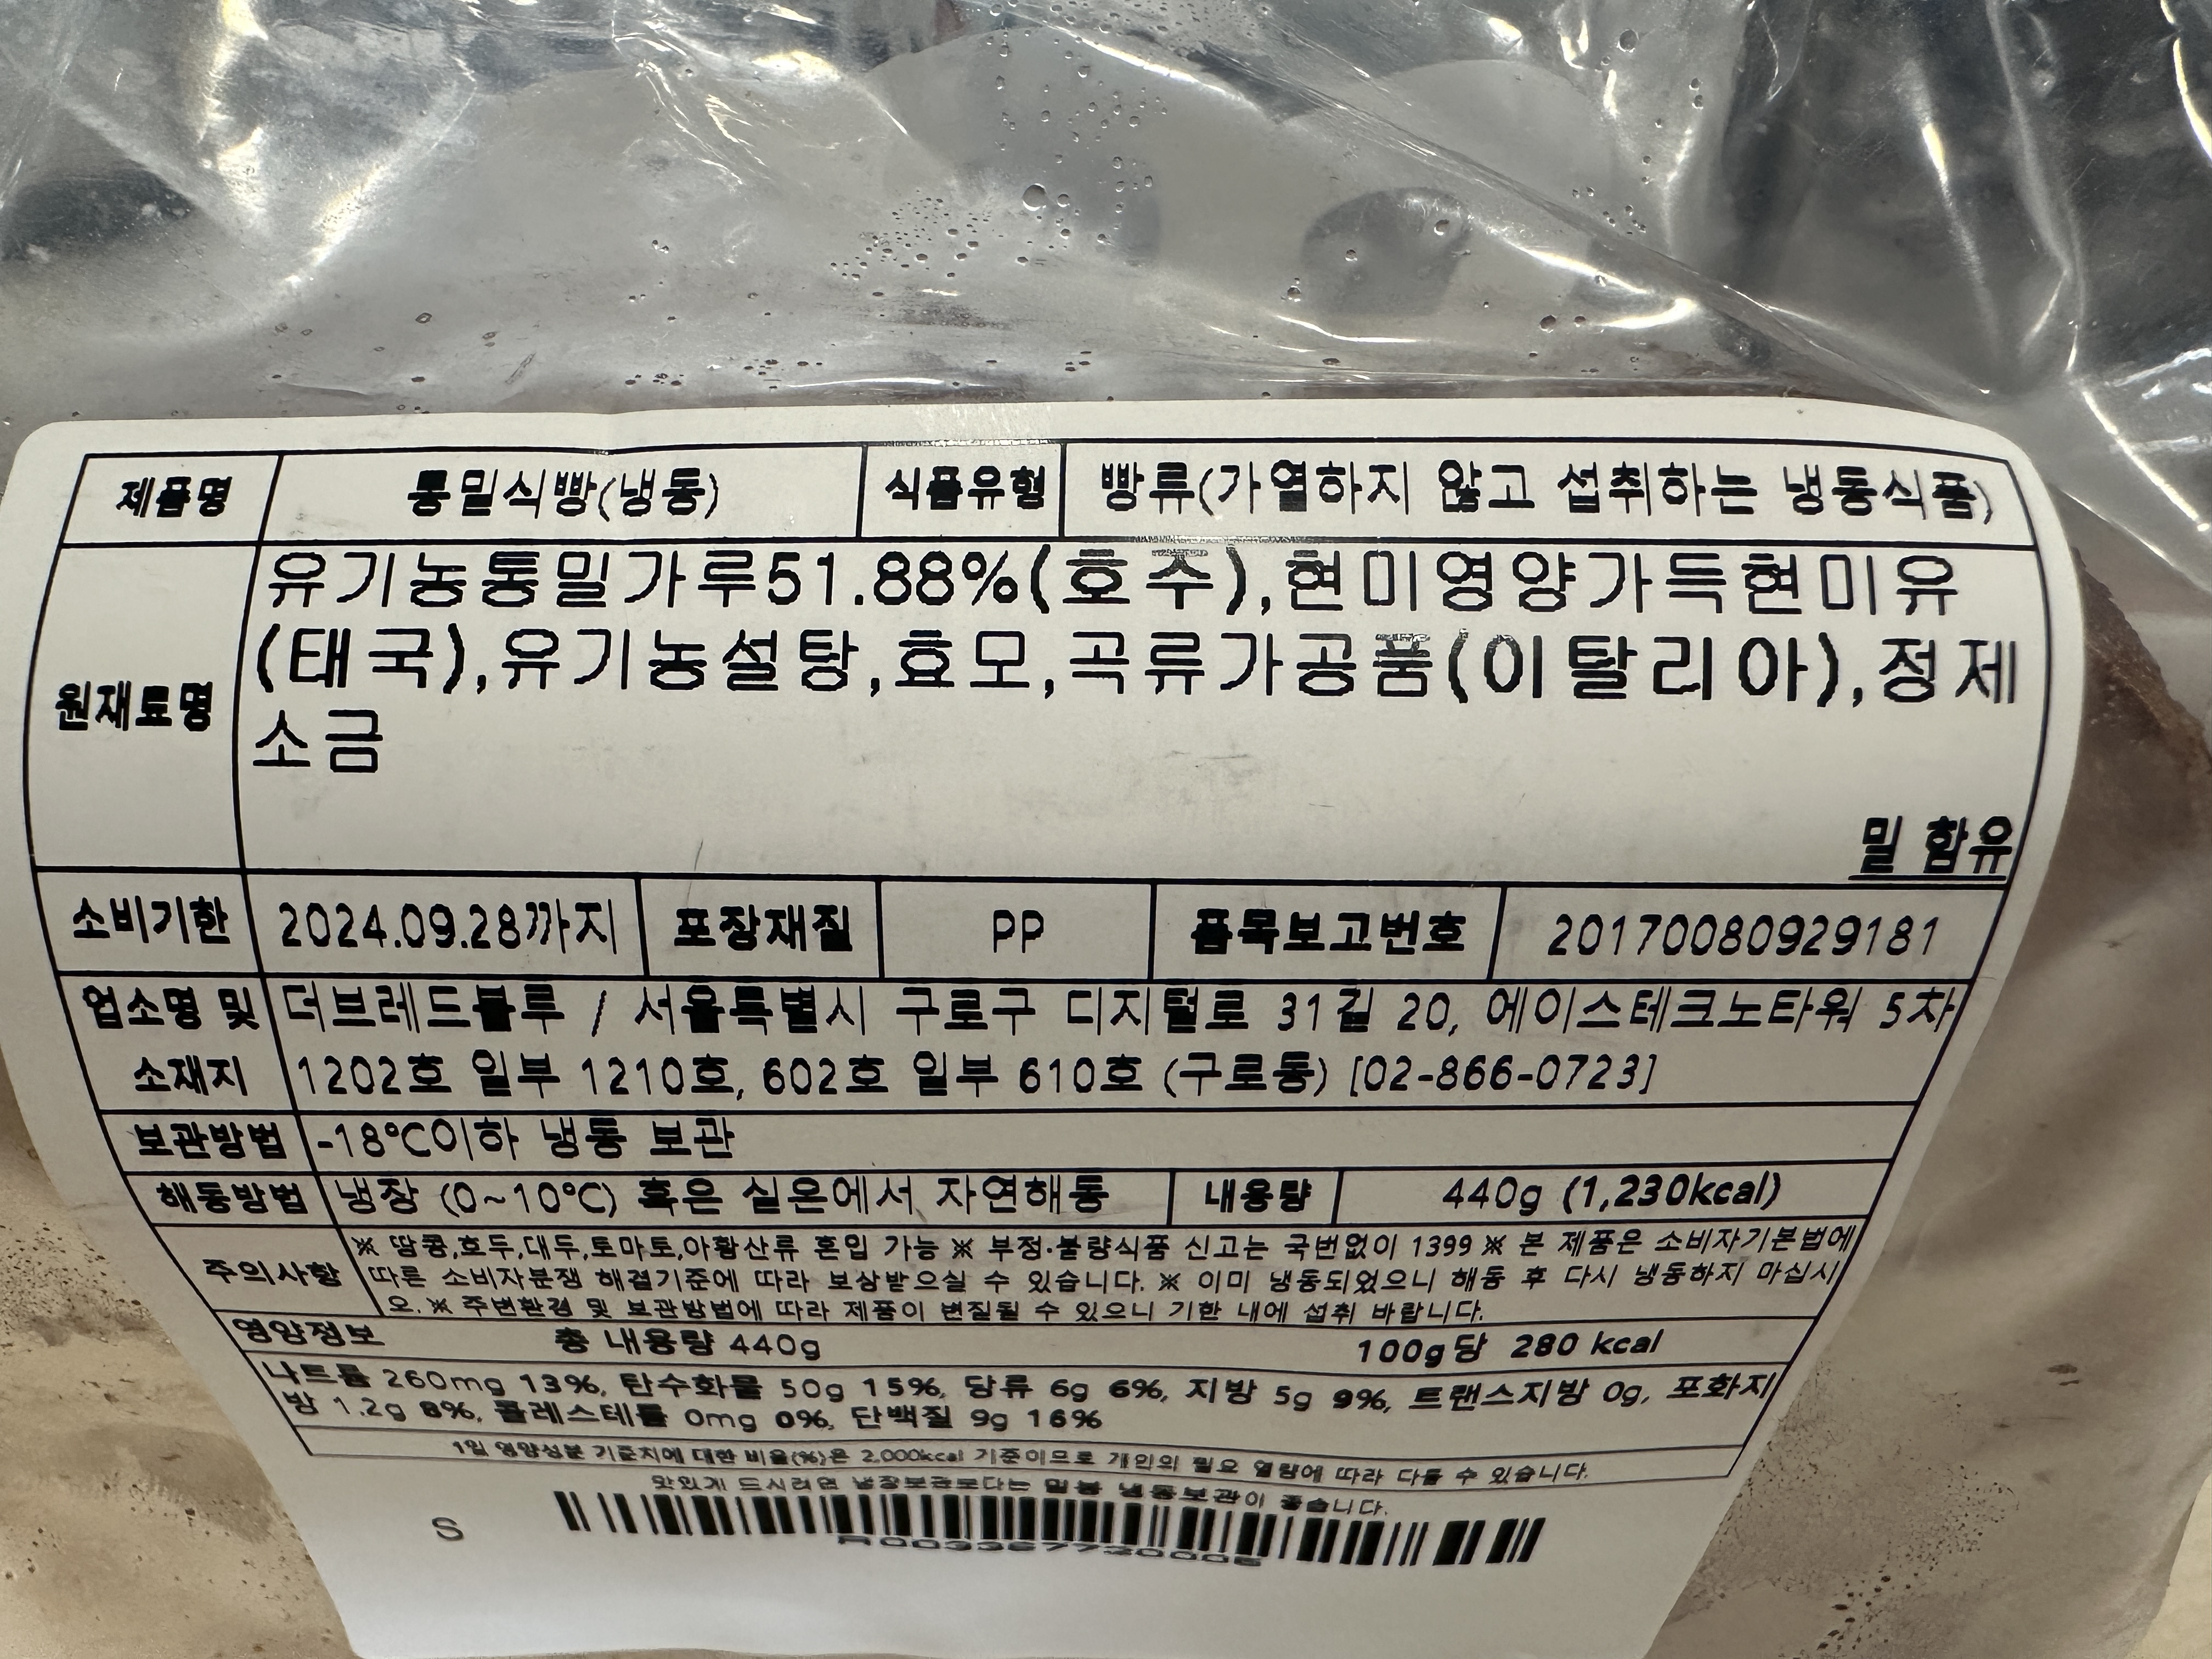 제품명 통밀식빵(냉동) 식품유형 빵류(가열하지 않고 섭취하는 냉동식품)
원재료명 유기농통밀가루51.88%(호주),현미영양가득현미유
(태국),유기농설탕,효모,곡류가공품(이탈리아),정제
소금
밀 함유
소비기한 2024.09.28까지 포장재질 PP 품목보고번호 20170080929181
업소명 및 더브레드블루 / 서울특별시 구로구 디지털로 31길 20, 에이스테크노타워 5차
소재지 1202호 일부 1210호, 602호 일부 610호 (구로동) [02-866-0723]
보관방법 -18℃이하 냉동 보관
해동방법 냉장 (0~10℃) 혹은 실온에서 자연해동 내용량 440g (1,230kcal)
※ 땅콩,호두,대두,토마토,아황산류 혼입 가능 ※ 부정·불량식품 신고는 국번없이 1399 ※ 본 제품은 소비자기본법에
주의사항 따른 소비자분쟁 해결기준에 따라 보상받으실 수 있습니다. ※ 이미 냉동되었으니 해동 후 다시 냉동하지 마십시
오. ※ 주변환경 및 보관방법에 따라 제품이 변질될 수 있으니 기한 내에 섭취 바랍니다.
영양정보 총 내용량 440g 100g당 280 kcal
나트륨 260mg 13%, 탄수화물 50g 15%, 당류 6g 6%, 지방 5g 9%, 트랜스지방 0g, 포화지
방 1.2g 8%, 콜레스테롤 0mg 0%, 단백질 9g 16%
1일 영양성분 기준치에 대한 비율(%)은 2,000kcal 기준이므로 개인의 필요 열량에 따라 다를 수 있습니다.
맛있게 드시려면 냉장보관보다는 밀봉 냉동보관이 좋습니다.
S